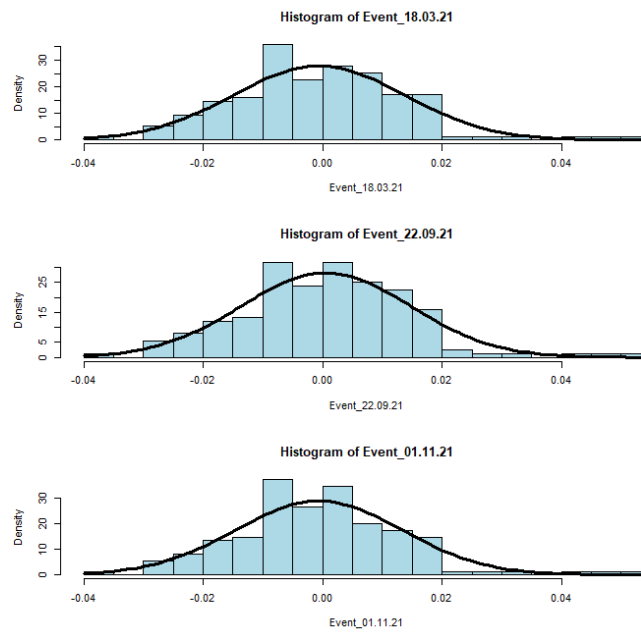 Histogram of Event_18.03.21
Density
0 10 20 30
-0.04 -0.02 0.00 0.02 0.04
Event_18.03.21
Histogram of Event_22.09.21
Density
0 5 15 25
-0.04 -0.02 0.00 0.02 0.04
Event_22.09.21
Histogram of Event_01.11.21
Density
0 10 20 30
-0.04 -0.02 0.00 0.02 0.04
Event_01.11.21